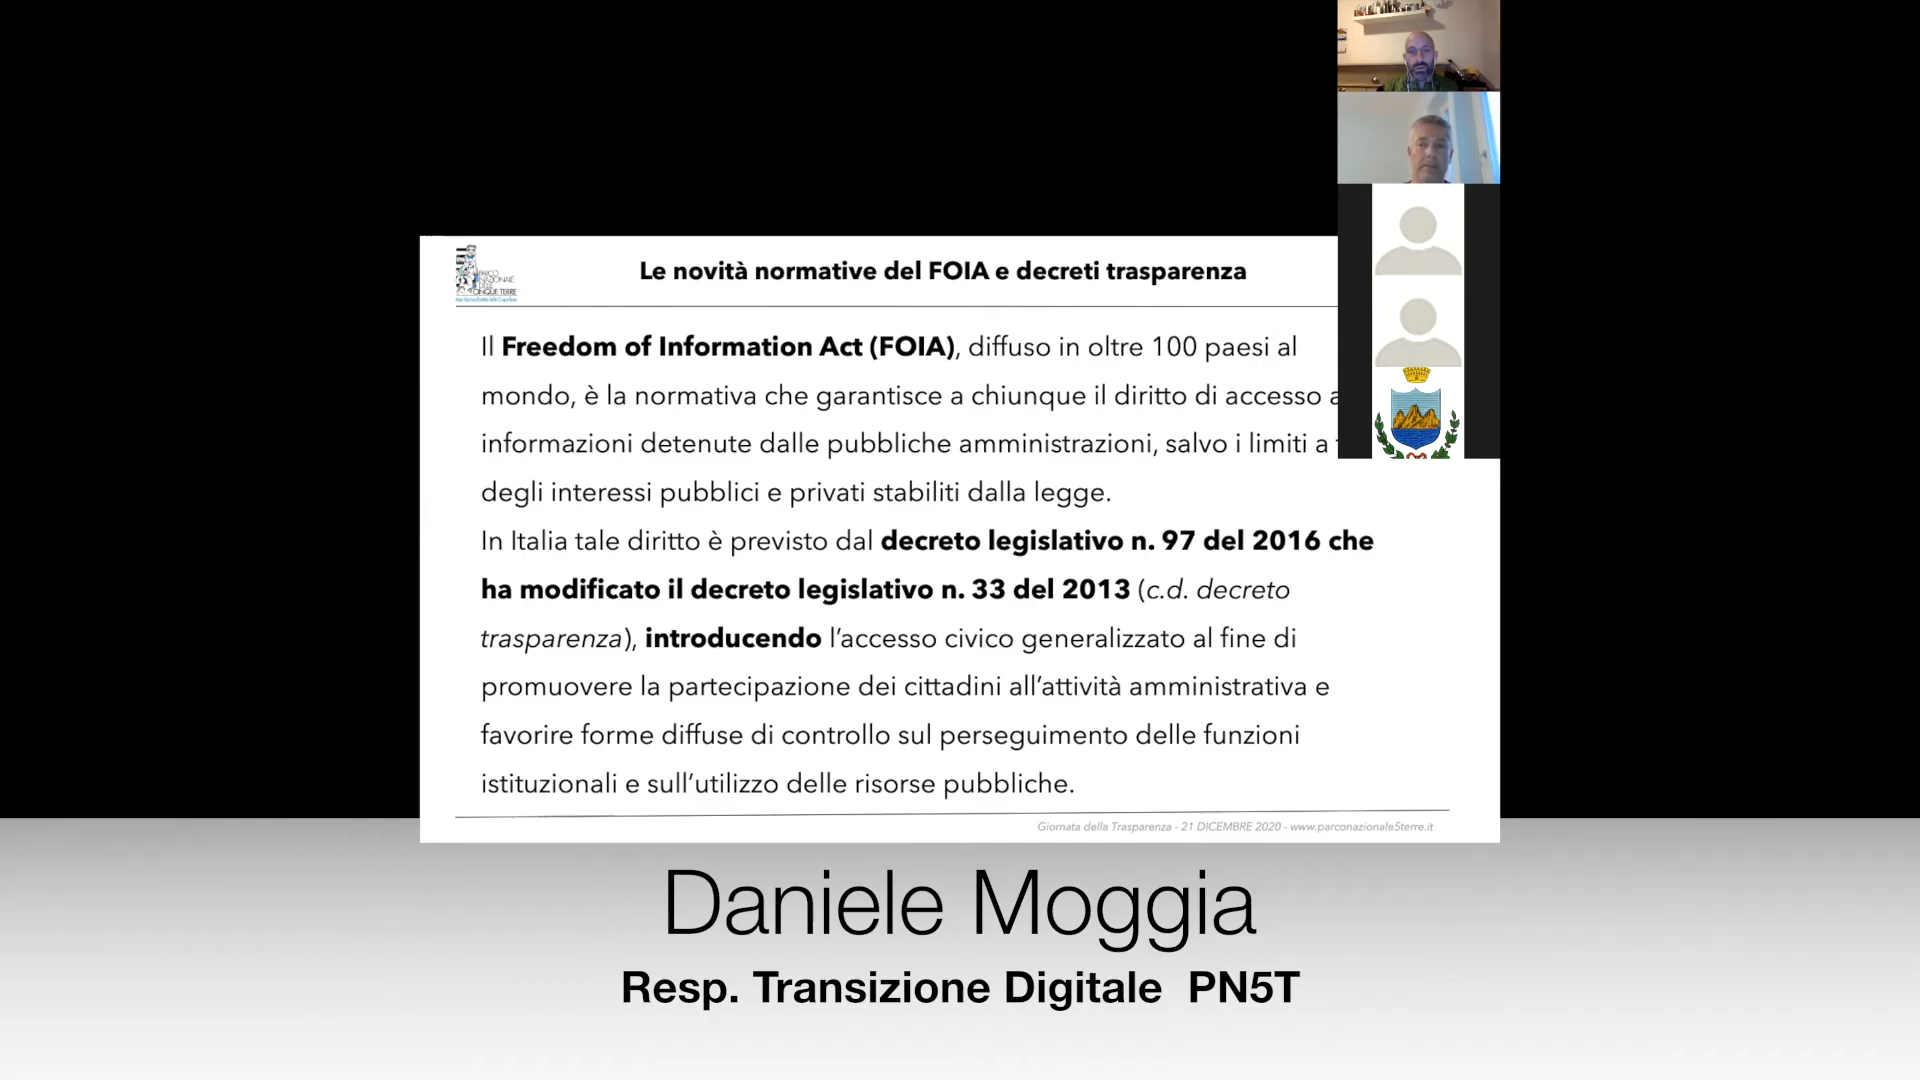 PARCO
NAZIONALE
DELLE
CINQUE TERRE
Le novità normative del FOIA e decreti trasparenza
Il Freedom of Information Act (FOIA), diffuso in oltre 100 paesi al
mondo, è la normativa che garantisce a chiunque il diritto di accesso
informazioni detenute dalle pubbliche amministrazioni, salvo i limiti a
degli interessi pubblici e privati stabiliti dalla legge.
In Italia tale diritto è previsto dal decreto legislativo n. 97 del 2016 che
ha modificato il decreto legislativo n. 33 del 2013 (c.d. decreto
trasparenza), introducendo l’accesso civico generalizzato al fine di
promuovere la partecipazione dei cittadini all’attività amministrativa e
favorire forme diffuse di controllo sul perseguimento delle funzioni
istituzionali e sull’utilizzo delle risorse pubbliche.
Giornata della Trasparenza - 21 DICEMBRE 2020 - www.parconazionale5terre.it
Daniele Moggia
Resp. Transizione Digitale PN5T